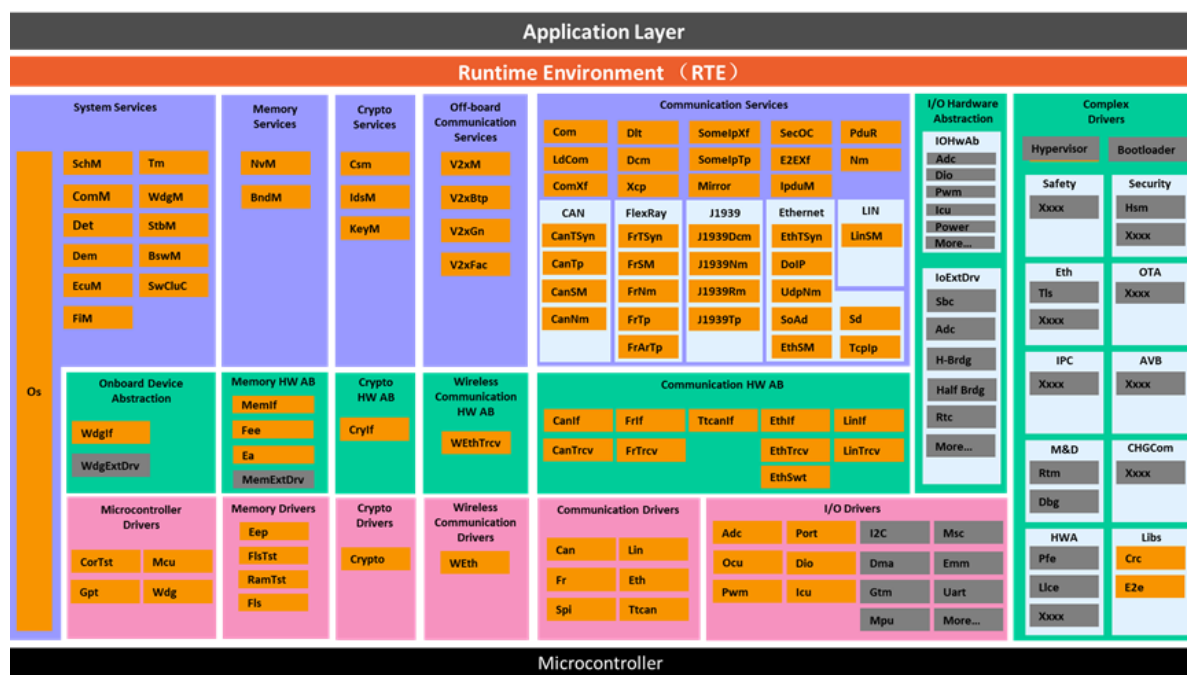 Application Layer
Runtime Environment （RTE）
System Services
Os
SchM
Tm
ComM
WdgM
Det
StbM
Dem
BswM
EcuM
SwCluC
FiM
Memory
Services
NvM
BndM
Crypto
Services
Csm
IdsM
KeyM
Off-board
Communication
Services
V2xM
V2xBtp
V2xGn
V2xFac
Communication Services
Com
Dlt
SomeIpXf
SecOC
PduR
LdCom
Dcm
SomeIpTp
E2EXf
Nm
ComXf
Xcp
Mirror
IpduM
CAN
CanTSyn
CanTp
CanSM
CanNm
FlexRay
FrTSyn
FrSM
FrNm
FrTp
FrArTp
J1939
J1939Dcm
J1939Nm
J1939Rm
J1939Tp
Ethernet
EthTSyn
DoIP
UdpNm
SoAd
Sd
EthSM
TcpIp
LIN
LinSM
I/O Hardware
Abstraction
IOHwAb
Adc
Dio
Pwm
Icu
Power
More...
IoExtDrv
Sbc
Adc
H-Brdg
Half Brdg
Rtc
More...
Complex
Drivers
Hypervisor
Bootloader
Safety
Xxxx
Security
Hsm
Xxxx
Eth
Tls
Xxxx
OTA
Xxxx
IPC
Xxxx
AVB
Xxxx
M&D
Rtm
Dbg
CHGCom
Xxxx
HWA
Pfe
Llce
Xxxx
Libs
Crc
E2e
Onboard Device
Abstraction
WdgIf
WdgExtDrv
Memory HW AB
MemIf
Fee
Ea
MemExtDrv
Crypto
HW AB
CryIf
Wireless
Communication
HW AB
WEthTrcv
Communication HW AB
CanIf
FrIf
TtcanIf
EthIf
LinIf
CanTrcv
FrTrcv
EthTrcv
LinTrcv
EthSwt
Microcontroller
Drivers
CorTst
Mcu
Gpt
Wdg
Memory Drivers
Eep
FlsTst
RamTst
Fls
Crypto
Drivers
Crypto
Wireless
Communication
Drivers
WEth
Communication Drivers
Can
Lin
Fr
Eth
Spi
Ttcan
I/O Drivers
Adc
Port
I2C
Msc
Ocu
Dio
Dma
Emm
Pwm
Icu
Gtm
Uart
Mpu
More...
Microcontroller